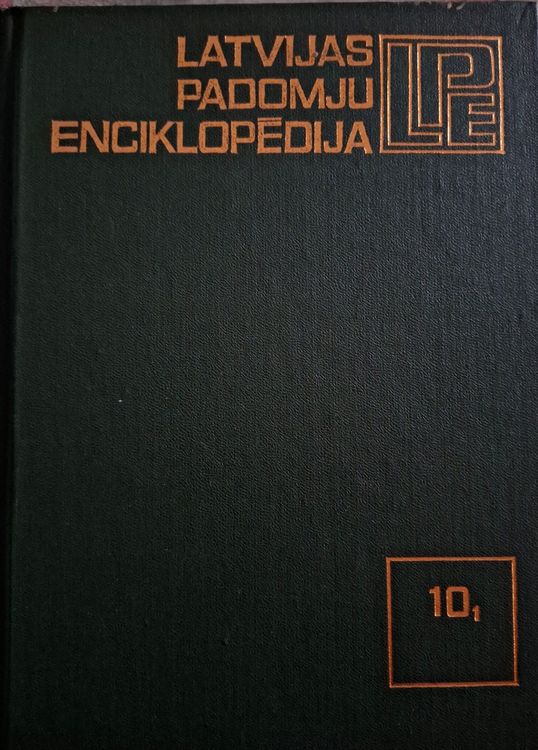 LATVIJAS
PADOMJU
ENCIKLOPĒDIJA
LPE
10₁